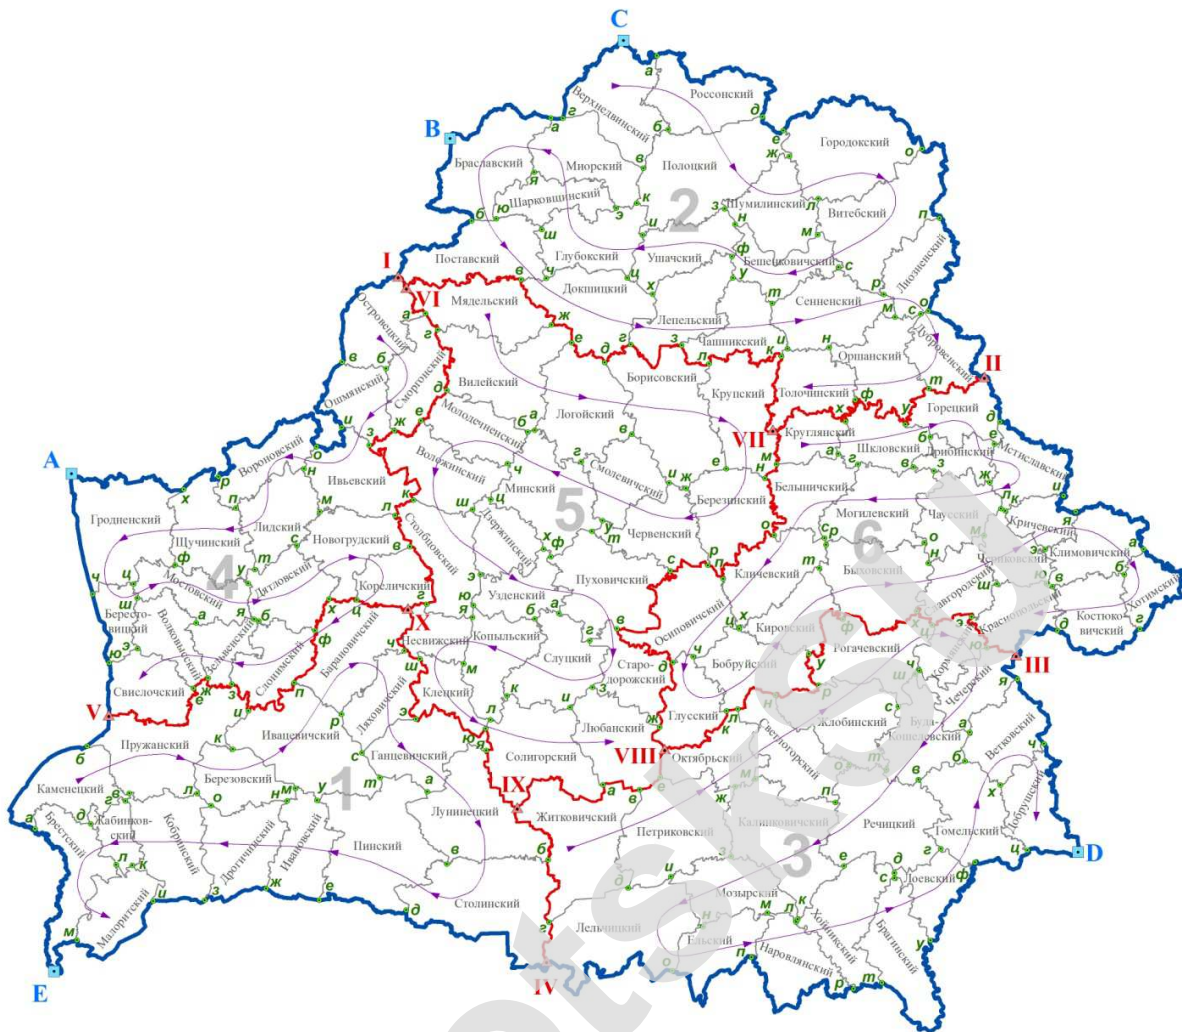 C
а
Россонский
Верхнедвинский
а
г
д
B
е
Городокский
б
Браславский
Миорский
в
Полоцкий
ж
о
я
Шарковщинский
2
з
Шумилинский
л
Витебский
к
э
б
ю
н
п
ш
и
м
Глубокский
Ушачский
ф
Бешенковичский
Лиозненский
I
Поставский
в
ч
Докшицкий
ц
у
с
VI
Мядельский
х
т
Сенненский
р
Островецкий
а
г
Лепельский
м
с
о
ж
е
Чашникский
Дубровенский
д
г
з
л
к
и
н
Оршанский
в
б
Сморгонский
Вилейский
Борисовский
Крупский
Толочинский
II
Ошмянский
д
ф
т
и
з
ж
е
Молодечненский
б
а
Логойский
VII
х
у
Горецкий
д
Круглянский
в
б
е
Мстиславский
A
Вороновский
о
Воложинский
г
Смолевичский
Шкловский
Дрибинский
м
а
г
в
з
х
р
н
Ивьевский
ч
и
ж
е
н
Белыничский
ж
и
Гродненский
п
м
к
ш
ц
Минский
5
Березинский
л
к
я
Лидский
л
Столбцовский
Дзержинский
у
т
Червенский
Могилевский
Чаусский
Кричевский
Щучинский
с
Новогрудский
в
х
ф
о
с
р
6
о
м
а
ф
т
у
4
Мостовский
Дятловский
Кореличский
э
с
р
п
т
Быховский
н
Чериковский
э
Климовичский
ч
ц
ш
Пуховичский
Кличевский
ш
ю
в
б
Берестовицкий
а
я
б
х
ц
г
Узденский
ю
я
б
а
Славгородский
Хотимский
Волковысский
Зельвенский
X
Несвижский
Копыльский
в
Осиповичский
х
ц
Кировский
ф
х
ц
э
Краснопольский
Костюковичский
д
г
ю
э
Слонимский
ф
Барановичский
ч
ш
м
г
Слуцкий
Стародорожский
ч
Бобруйский
у
Рогачевский
Кормянский
ю
III
Свислочский
е
ж
з
п
Клецкий
к
з
д
р
ч
Чечерский
я
V
и
р
Ляховичский
э
л
и
ж
Глусский
л
н
с
Буда-Кошелевский
а
б
Пружанский
к
Ивацевичский
Ганцевичский
ю
я
Солигорский
Любанский
VIII
к
Жлобинский
Ветковский
с
IX
Октябрьский
Светлогорский
о
т
б
ч
Каменецкий
Березовский
у
1
т
а
а
в
е
м
в
х
г
в
л
о
н
м
Лунинецкий
Житковичский
ж
п
Добрушский
а
Брестский
д
Жабинковский
Кобринский
Дрогичинский
Ивановский
Пинский
Петриковский
Калинковичский
Речицкий
Гомельский
л
к
в
б
3
е
д
г
ц
D
Малоритский
и
з
ж
е
Столинский
д
и
д
с
Лоевский
ф
м
г
Лельчицкий
Мозырский
м
л
к
Хойникский
Брагинский
E
н
Ельский
у
IV
о
п
Наровлянский
р
т